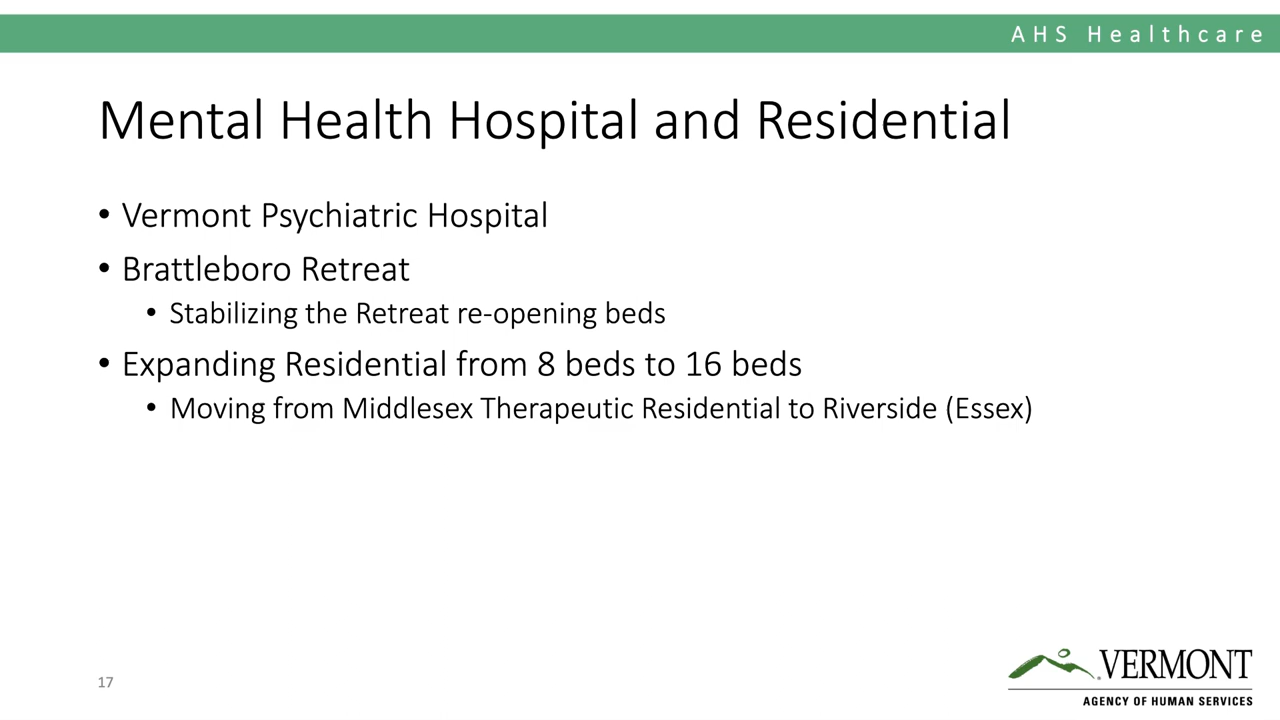 AHS Healthcare
Mental Health Hospital and Residential
• Vermont Psychiatric Hospital
• Brattleboro Retreat
• Stabilizing the Retreat re-opening beds
• Expanding Residential from 8 beds to 16 beds
• Moving from Middlesex Therapeutic Residential to Riverside (Essex)
17
VERMONT
AGENCY OF HUMAN SERVICES